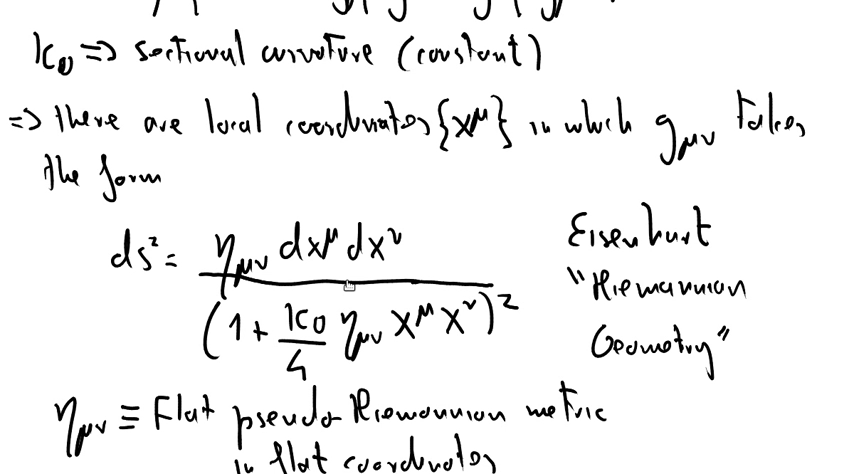 K₀ => sectional curvature (constant)
=> there are local coordinates {x^μ} in which g_μν takes
the form
ds² = η_μν dx^μ dx^ν / (1 + K₀/4 η_μν x^μ x^ν)²
Eisenhart
"Riemannian
Geometry"
η_μν ≡ Flat pseudo-Riemannian metric
in flat coordinates